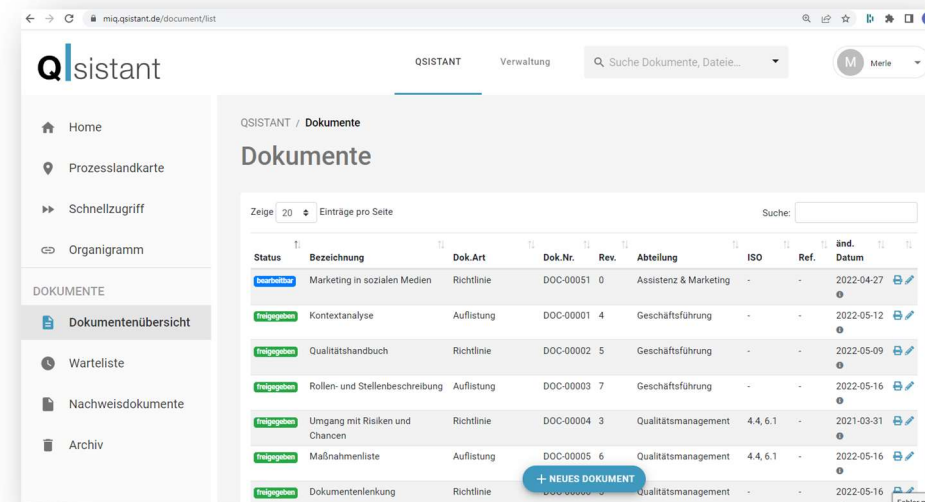 miq.qsistant.de/document/list
Qsistant
QSISTANT Verwaltung Suche Dokumente, Dateie... M Merle
Home
Prozesslandkarte
Schnellzugriff
Organigramm
DOKUMENTE
Dokumentenübersicht
Warteliste
Nachweisdokumente
Archiv
QSISTANT / Dokumente
Dokumente
Zeige 20 Einträge pro Seite Suche:
Status Bezeichnung Dok.Art Dok.Nr. Rev. Abteilung ISO Ref. änd. Datum
bearbeitbar Marketing in sozialen Medien Richtlinie DOC-00051 0 Assistenz & Marketing - - 2022-04-27
freigegeben Kontextanalyse Auflistung DOC-00001 4 Geschäftsführung - - 2022-05-12
freigegeben Qualitätshandbuch Richtlinie DOC-00002 5 Geschäftsführung - - 2022-05-09
freigegeben Rollen- und Stellenbeschreibung Auflistung DOC-00003 7 Geschäftsführung - - 2022-05-16
freigegeben Umgang mit Risiken und Chancen Richtlinie DOC-00004 3 Qualitätsmanagement 4.4, 6.1 - 2021-03-31
freigegeben Maßnahmenliste Auflistung DOC-00005 6 Qualitätsmanagement 4.4, 6.1 - 2022-05-16
freigegeben Dokumentenlenkung Richtlinie Qualitätsmanagement - - 2022-05-16
+ NEUES DOKUMENT